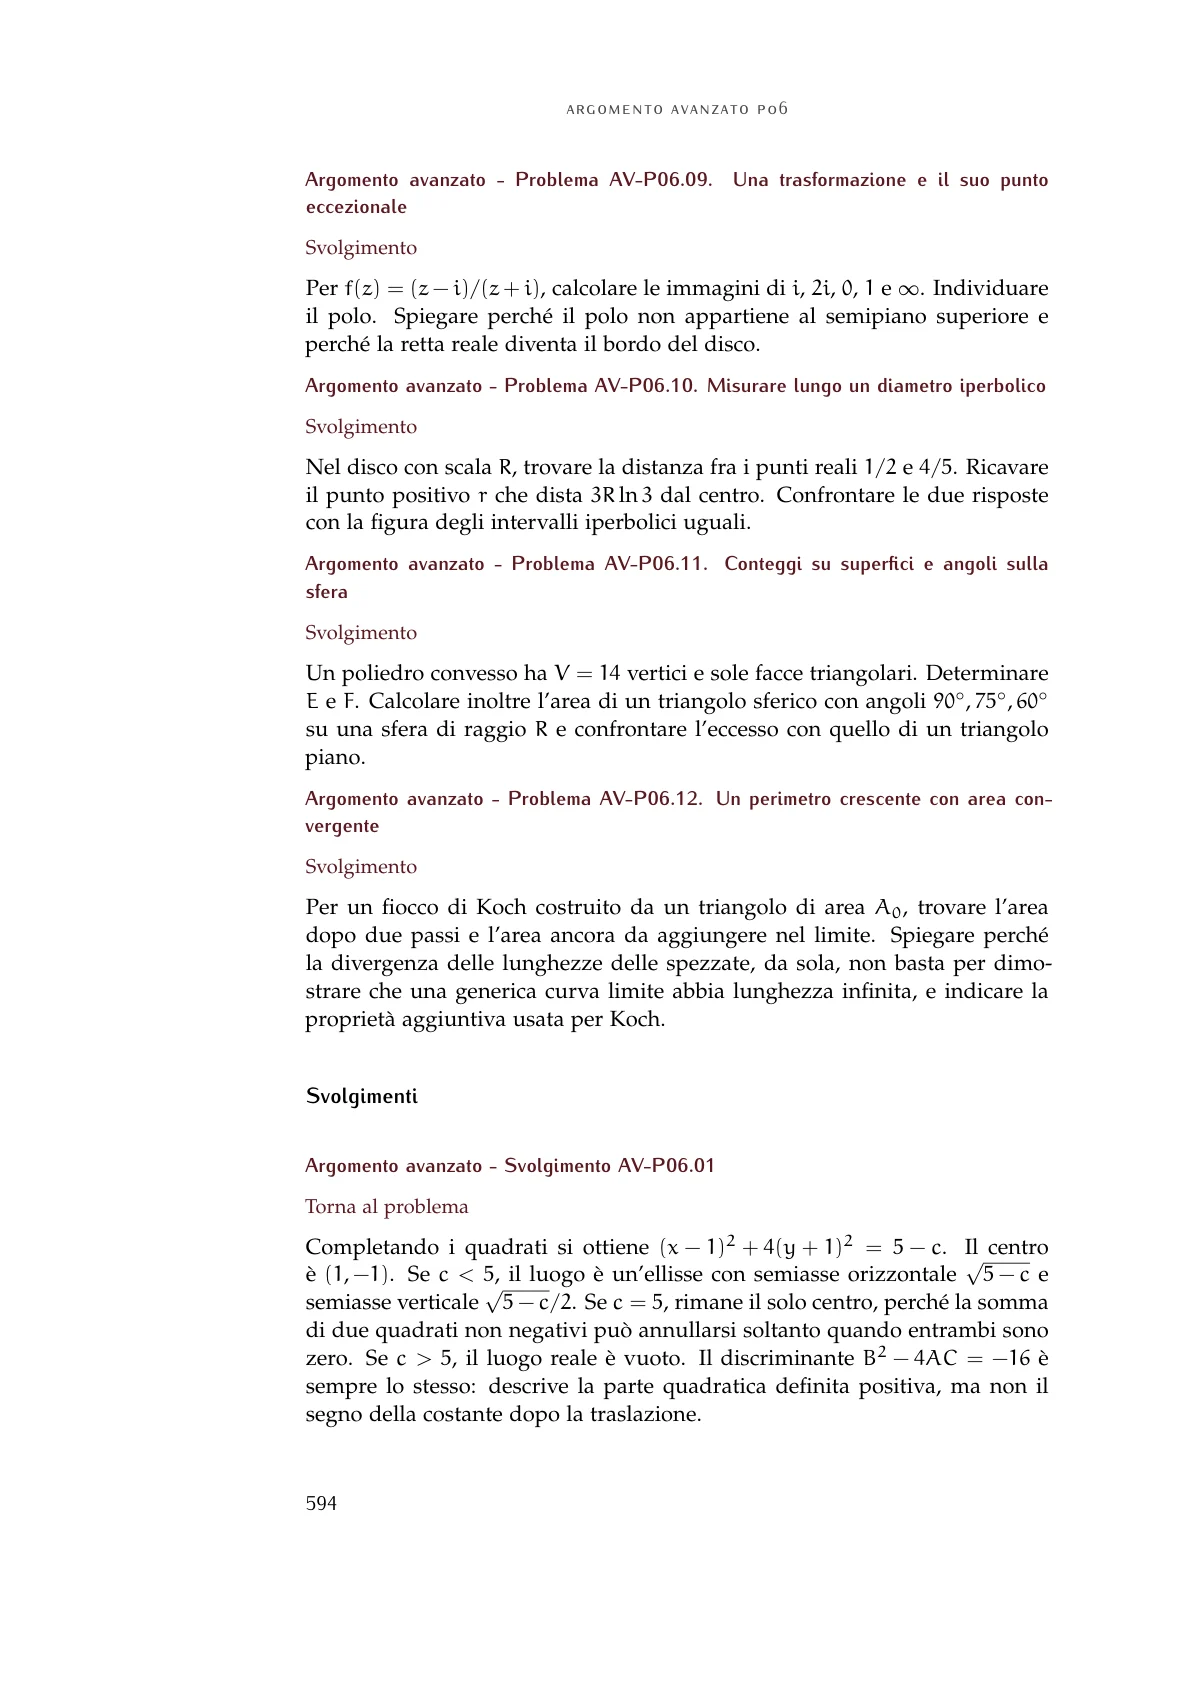 ARGOMENTO AVANZATO P06
Argomento avanzato – Problema AV-P06.09. Una trasformazione e il suo punto
eccezionale
Svolgimento
Per f(z) = (z − i)/(z + i), calcolare le immagini di i, 2i, 0, 1 e ∞. Individuare
il polo. Spiegare perché il polo non appartiene al semipiano superiore e
perché la retta reale diventa il bordo del disco.
Argomento avanzato – Problema AV-P06.10. Misurare lungo un diametro iperbolico
Svolgimento
Nel disco con scala R, trovare la distanza fra i punti reali 1/2 e 4/5. Ricavare
il punto positivo r che dista 3R ln 3 dal centro. Confrontare le due risposte
con la figura degli intervalli iperbolici uguali.
Argomento avanzato – Problema AV-P06.11. Conteggi su superfici e angoli sulla
sfera
Svolgimento
Un poliedro convesso ha V = 14 vertici e sole facce triangolari. Determinare
E e F. Calcolare inoltre l'area di un triangolo sferico con angoli 90°, 75°, 60°
su una sfera di raggio R e confrontare l'eccesso con quello di un triangolo
piano.
Argomento avanzato – Problema AV-P06.12. Un perimetro crescente con area con-
vergente
Svolgimento
Per un fiocco di Koch costruito da un triangolo di area A₀, trovare l'area
dopo due passi e l'area ancora da aggiungere nel limite. Spiegare perché
la divergenza delle lunghezze delle spezzate, da sola, non basta per dimo-
strare che una generica curva limite abbia lunghezza infinita, e indicare la
proprietà aggiuntiva usata per Koch.
Svolgimenti
Argomento avanzato – Svolgimento AV-P06.01
Torna al problema
Completando i quadrati si ottiene (x − 1)² + 4(y + 1)² = 5 − c. Il centro
è (1, −1). Se c < 5, il luogo è un'ellisse con semiasse orizzontale √(5 − c) e
semiasse verticale √(5 − c)/2. Se c = 5, rimane il solo centro, perché la somma
di due quadrati non negativi può annullarsi soltanto quando entrambi sono
zero. Se c > 5, il luogo reale è vuoto. Il discriminante B² − 4AC = −16 è
sempre lo stesso: descrive la parte quadratica definita positiva, ma non il
segno della costante dopo la traslazione.
594